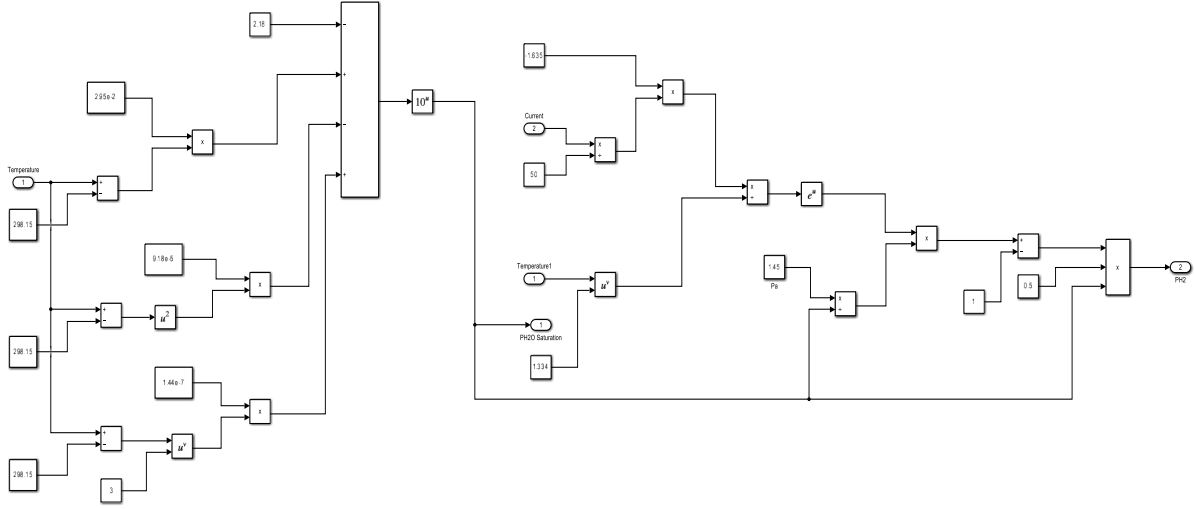 2.18
-
+
-
+
2.95e-2
x
10^u
Temperature
1
+
-
298.15
9.18e-5
x
+
-
u^2
298.15
1.44e-7
x
+
-
u^v
298.15
3
-1.635
x
Current
2
x
÷
50
x
÷
e^u
Temperature1
1
u^v
1.334
1
PH2O Saturation
1.45
Pa
x
÷
x
+
-
1
0.5
x
2
PH2